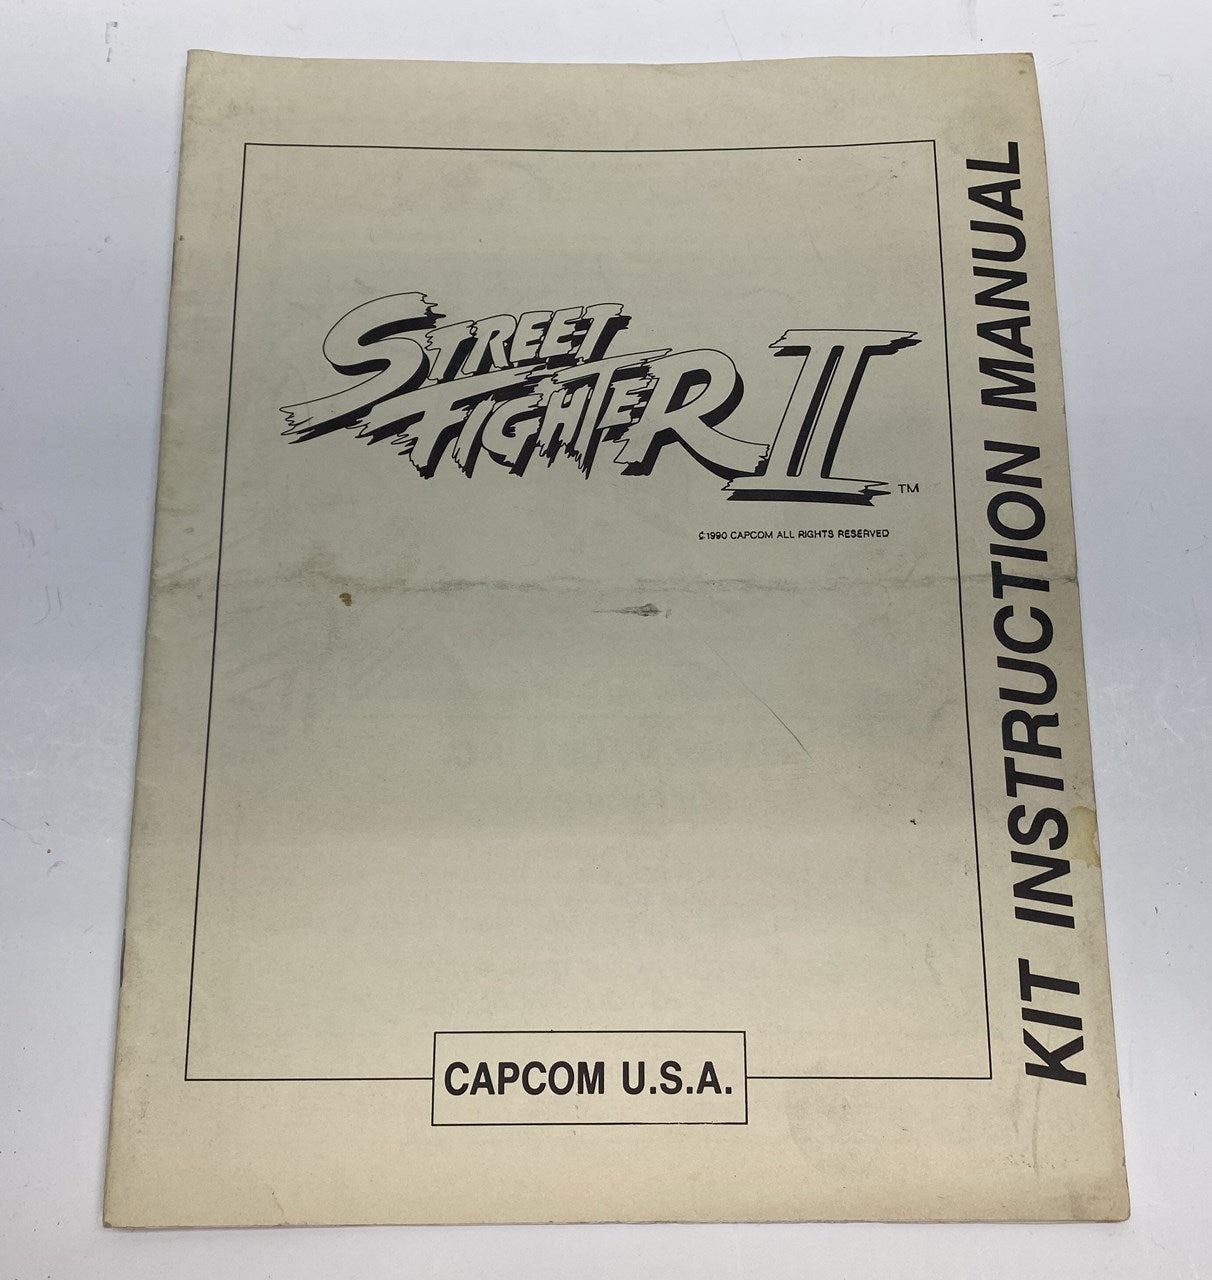 STREET
FIGHTER II
TM
©1990 CAPCOM ALL RIGHTS RESERVED
KIT INSTRUCTION MANUAL
CAPCOM U.S.A.